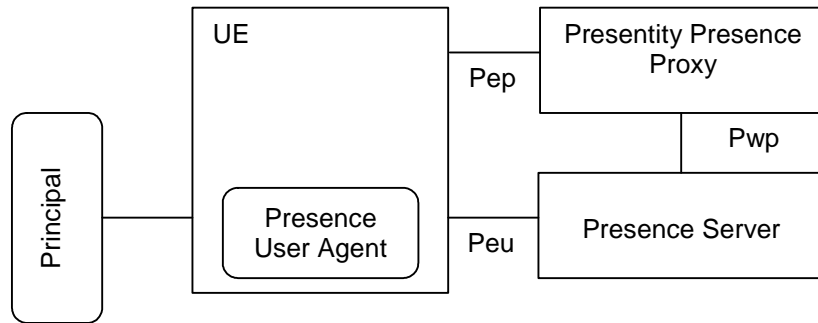 UE
Presentity Presence
Proxy
Pep
Pwp
Principal
Presence
User Agent
Peu
Presence Server